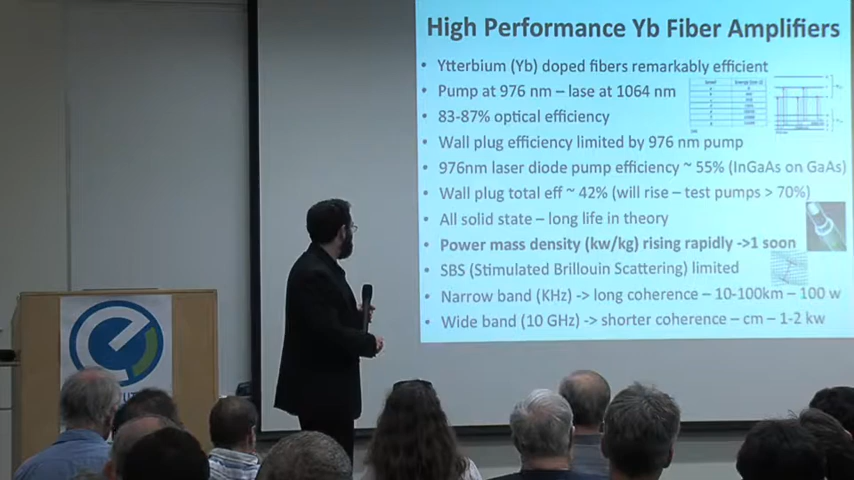 High Performance Yb Fiber Amplifiers
• Ytterbium (Yb) doped fibers remarkably efficient
• Pump at 976 nm – lase at 1064 nm
• 83-87% optical efficiency
• Wall plug efficiency limited by 976 nm pump
• 976nm laser diode pump efficiency ~ 55% (InGaAs on GaAs)
• Wall plug total eff ~ 42% (will rise – test pumps > 70%)
• All solid state – long life in theory
• Power mass density (kw/kg) rising rapidly ->1 soon
• SBS (Stimulated Brillouin Scattering) limited
• Narrow band (KHz) -> long coherence – 10-100km – 100 w
• Wide band (10 GHz) -> shorter coherence – cm – 1-2 kw